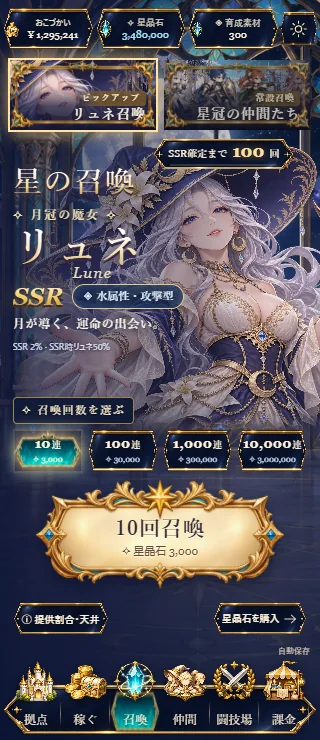 おこづかい
¥1,295,241
✧ 星晶石
3,480,000
◈ 育成素材
300
ピックアップ
リュネ召喚
常設召喚
星冠の仲間たち
SSR確定まで 100 回
星の召喚
✧ 月冠の魔女 ✧
リュネ
Lune
SSR
◈ 水属性・攻撃型
月が導く、運命の出会い。
SSR 2%・SSR時リュネ50%
✧ 召喚回数を選ぶ
10連
✧ 3,000
100連
✧ 30,000
1,000連
✧ 300,000
10,000連
✧ 3,000,000
10回召喚
✧ 星晶石 3,000
ⓘ 提供割合・天井
星晶石を購入 →
自動保存
拠点
稼ぐ
召喚
仲間
闘技場
課金